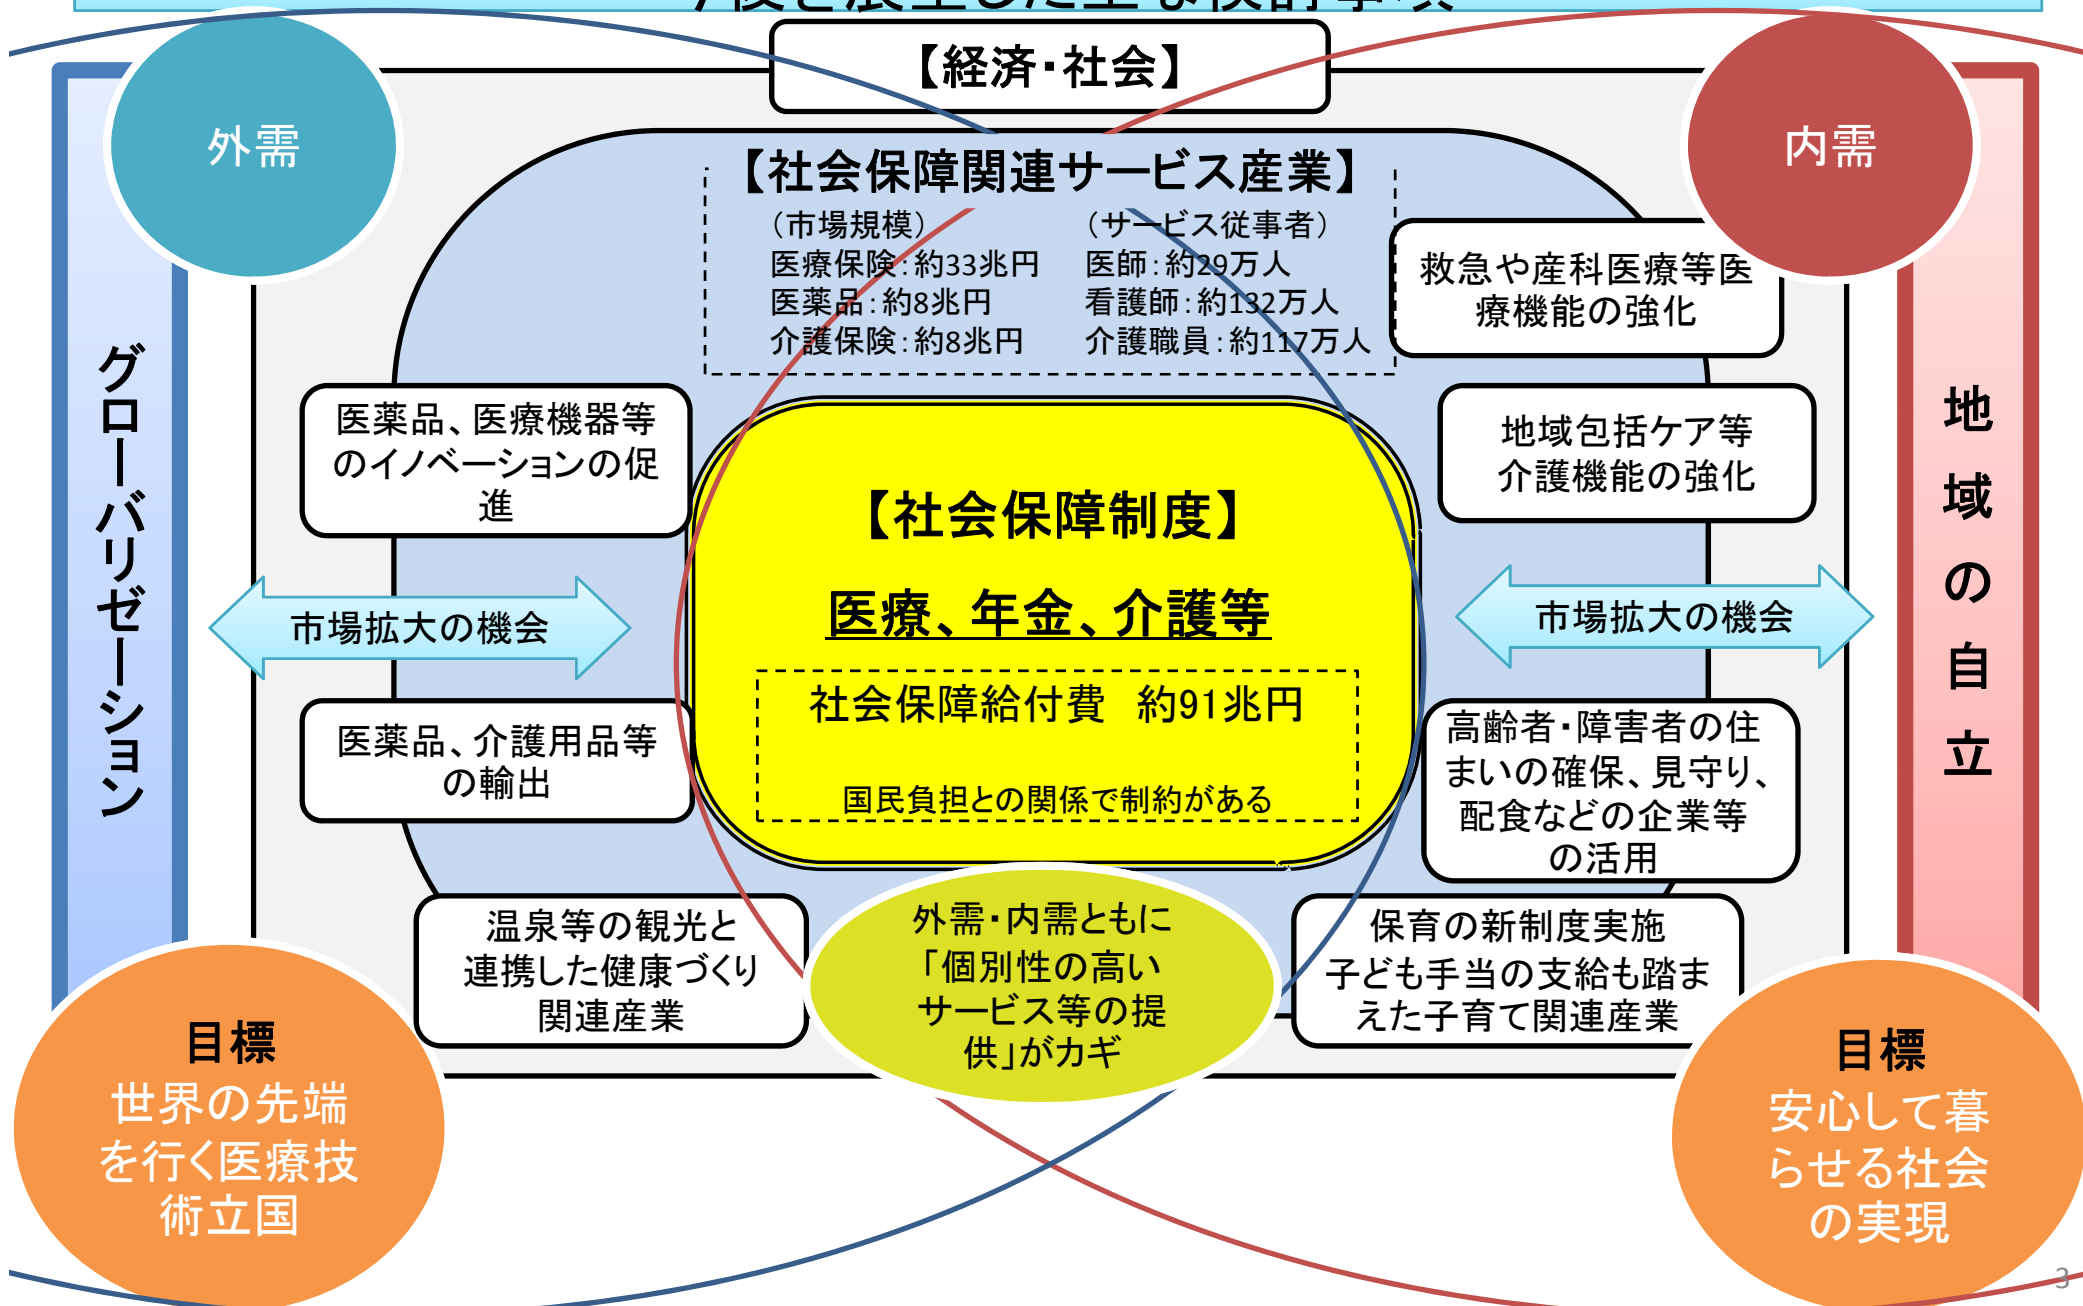 今後を展望した主な検討事項
【経済・社会】
外需
内需
グローバリゼーション
地域の自立
【社会保障関連サービス産業】
（市場規模）
医療保険：約33兆円
医薬品：約8兆円
介護保険：約8兆円
（サービス従事者）
医師：約29万人
看護師：約132万人
介護職員：約117万人
救急や産科医療等医
療機能の強化
医薬品、医療機器等
のイノベーションの促
進
地域包括ケア等
介護機能の強化
【社会保障制度】
医療、年金、介護等
市場拡大の機会
市場拡大の機会
社会保障給付費　約91兆円
国民負担との関係で制約がある
医薬品、介護用品等
の輸出
高齢者・障害者の住
まいの確保、見守り、
配食などの企業等
の活用
温泉等の観光と
連携した健康づくり
関連産業
外需・内需ともに
「個別性の高い
サービス等の提
供」がカギ
保育の新制度実施
子ども手当の支給も踏ま
えた子育て関連産業
目標
世界の先端
を行く医療技
術立国
目標
安心して暮
らせる社会
の実現
3